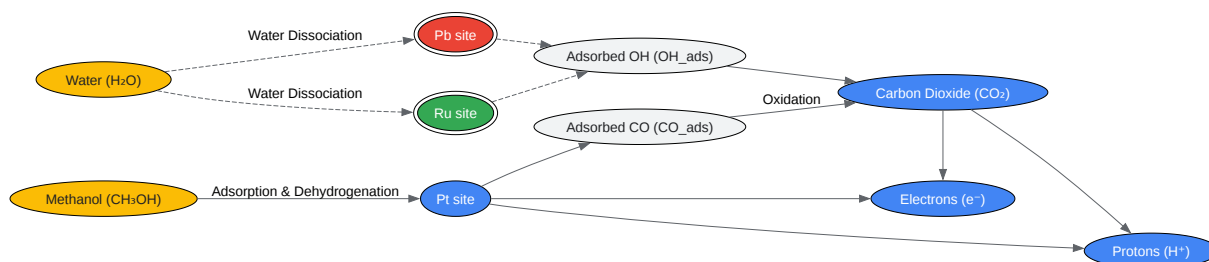 Water Dissociation
Pb site
Adsorbed OH (OH_ads)
Water (H₂O)
Water Dissociation
Ru site
Carbon Dioxide (CO₂)
Oxidation
Adsorbed CO (CO_ads)
Methanol (CH₃OH)
Adsorption & Dehydrogenation
Pt site
Electrons (e⁻)
Protons (H⁺)